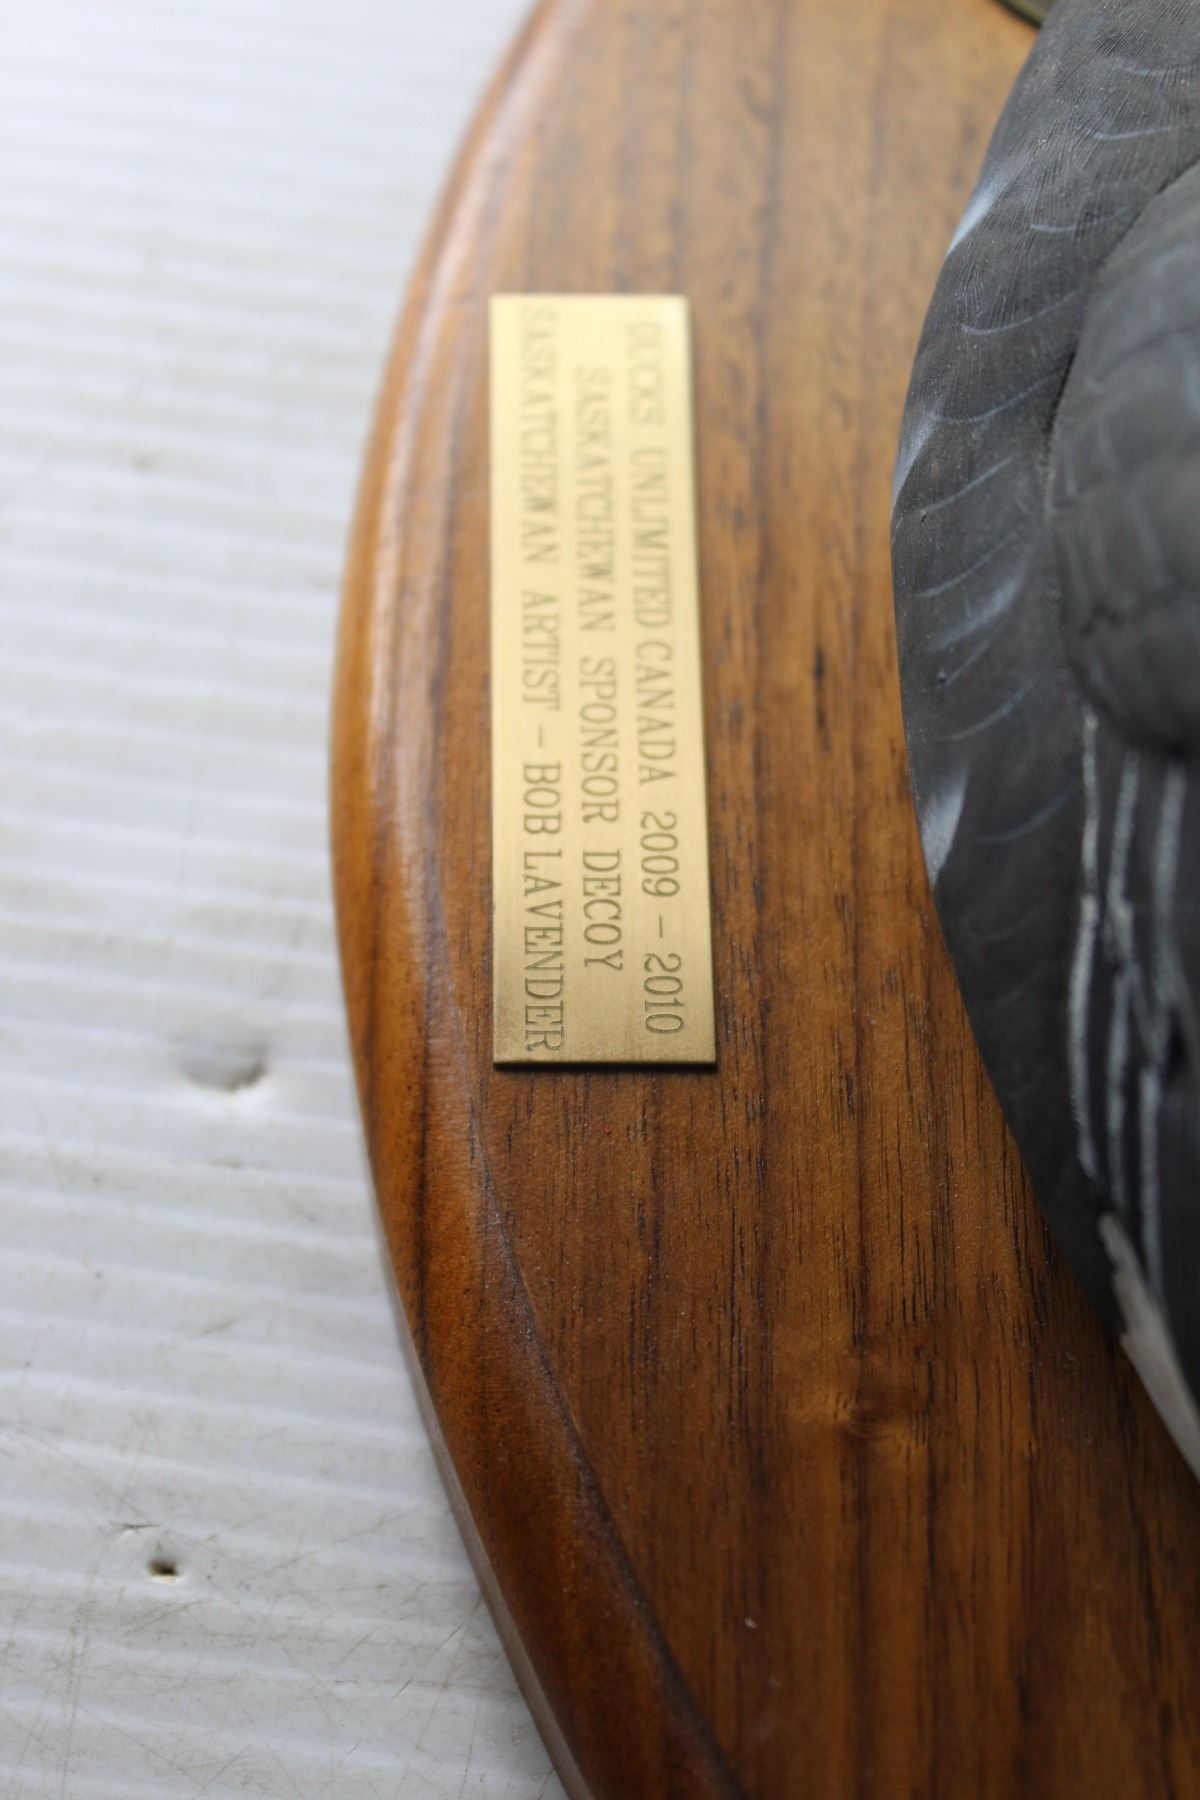 DUCKS UNLIMITED CANADA 2009 - 2010
SASKATCHEWAN SPONSOR DECOY
SASKATCHEWAN ARTIST - BOB LAVENDER